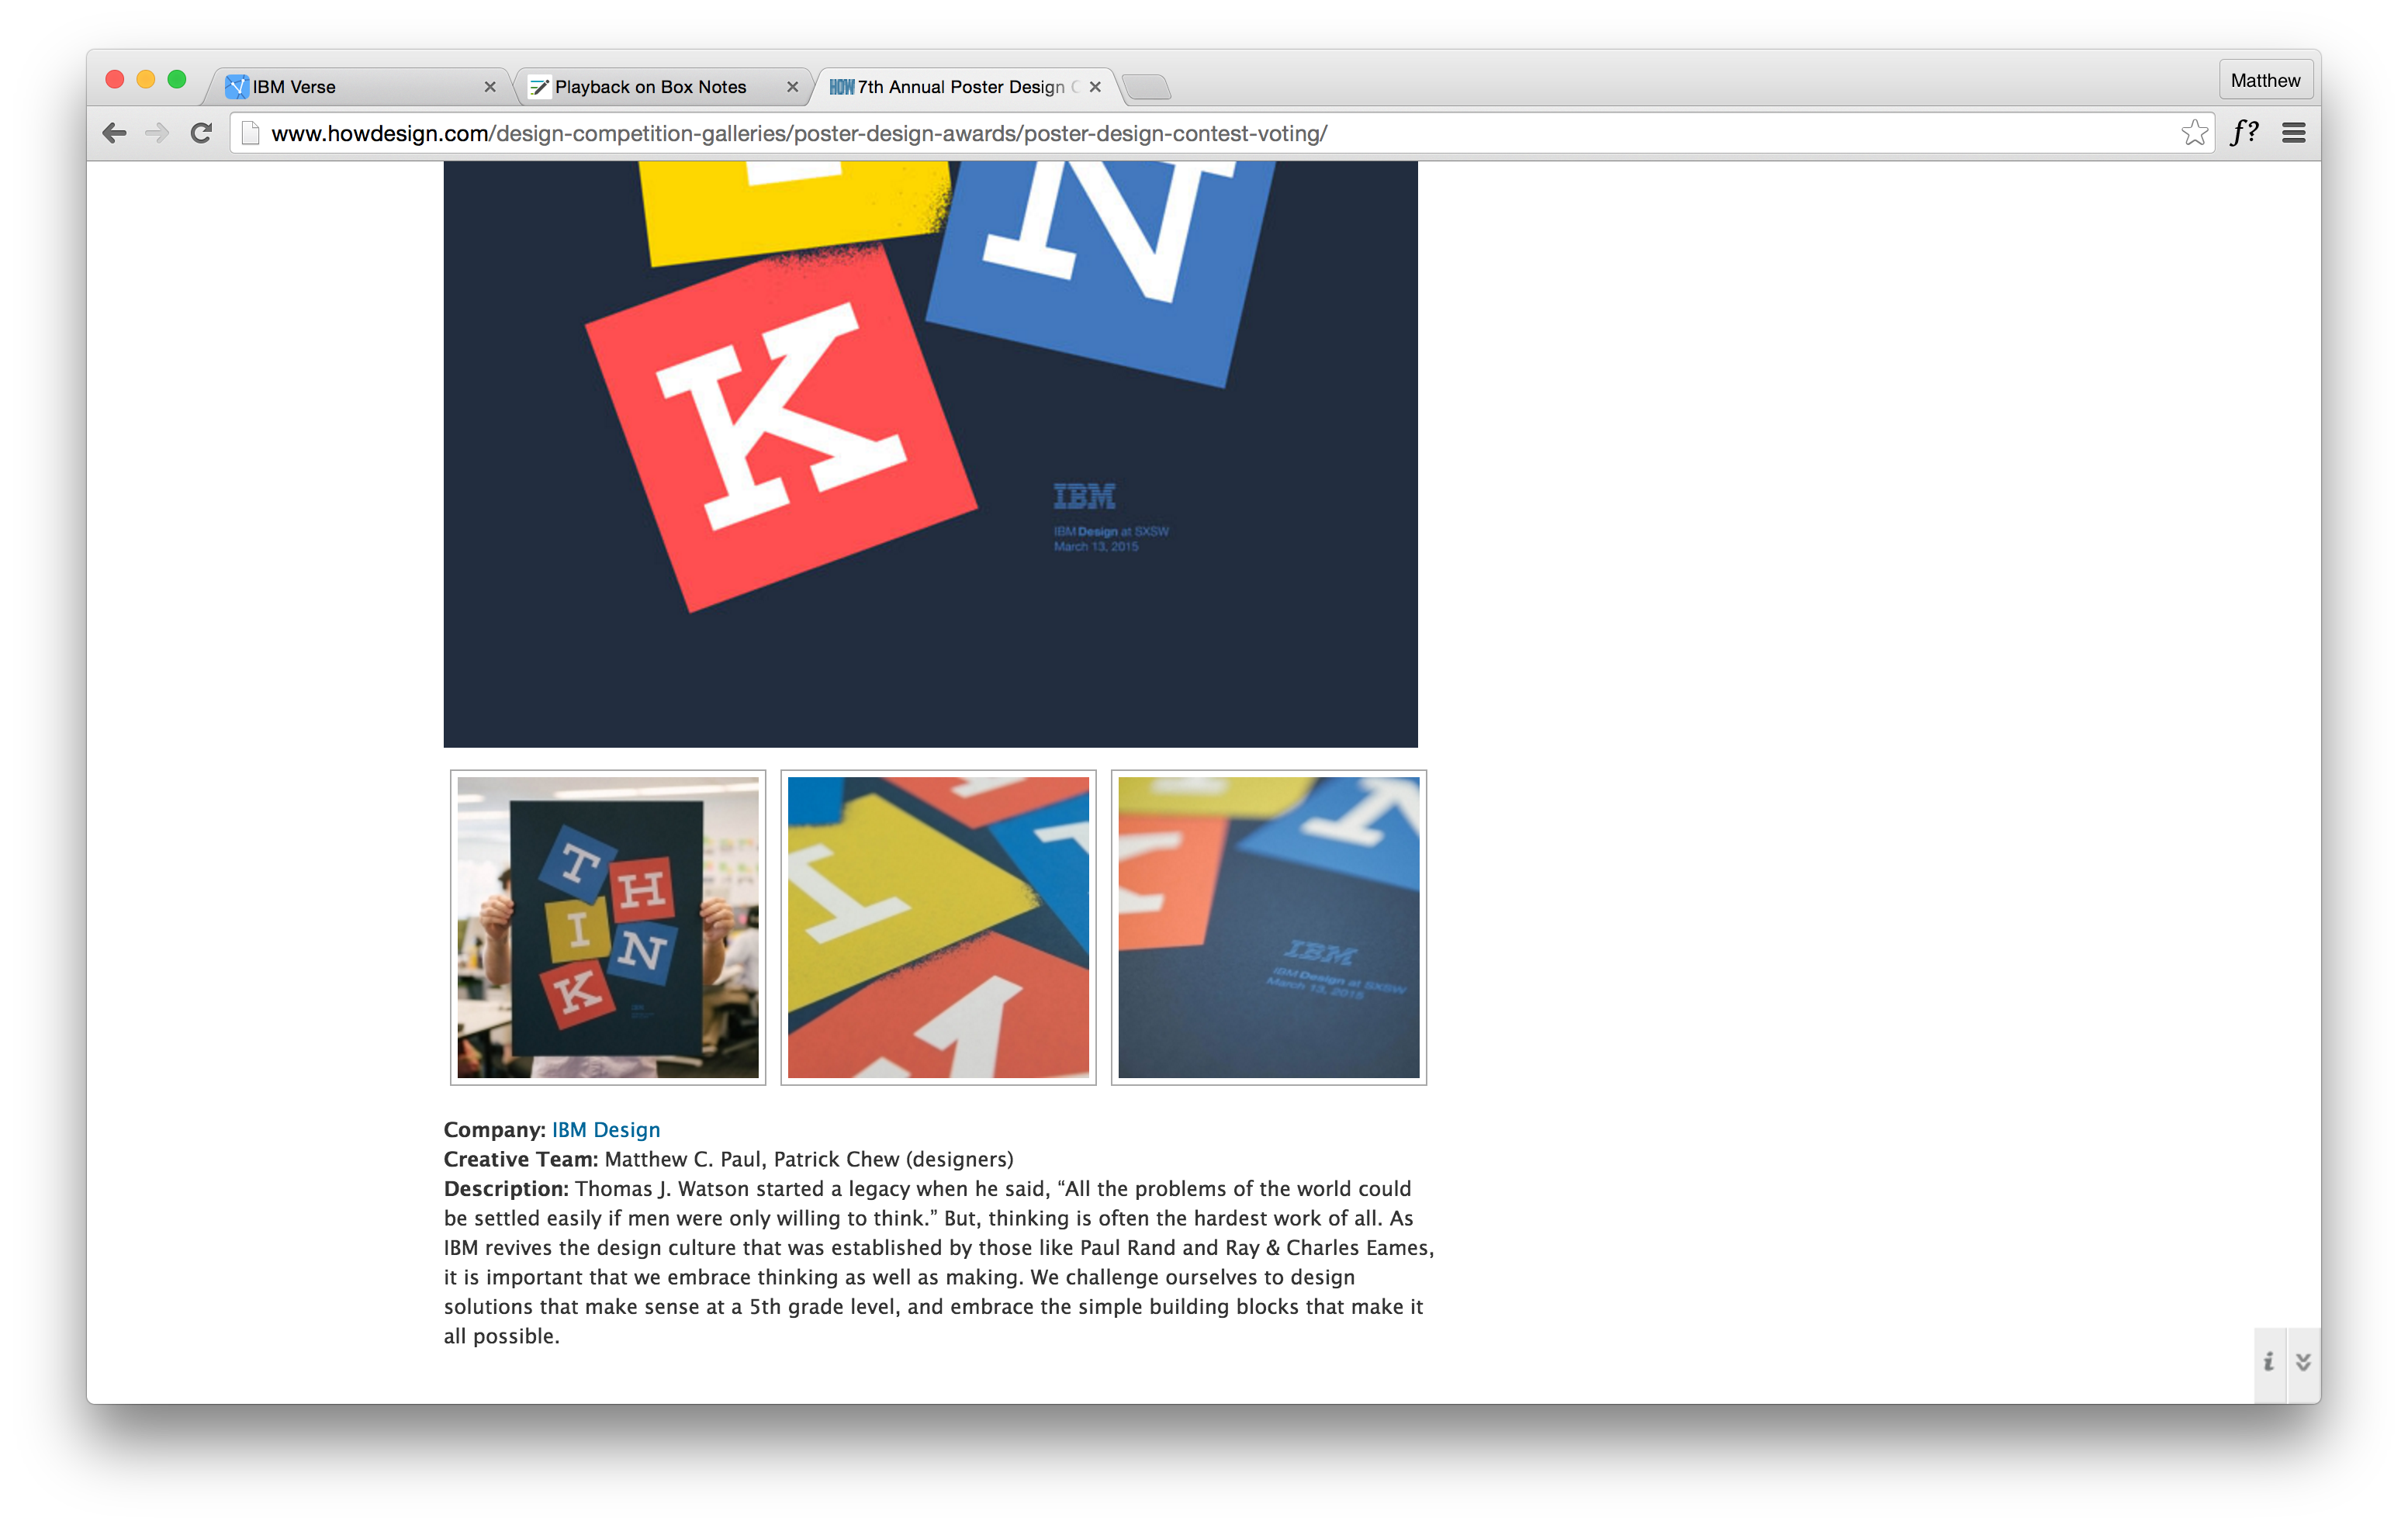 IBM Verse
Playback on Box Notes
HOW 7th Annual Poster Design
Matthew
www.howdesign.com/design-competition-galleries/poster-design-awards/poster-design-contest-voting/
f?
I
N
K
IBM
IBM Design at SXSW
March 13, 2015
T
H
I
N
K
I
K
N
IBM
IBM Design at SXSW
March 13, 2015
Company: IBM Design
Creative Team: Matthew C. Paul, Patrick Chew (designers)
Description: Thomas J. Watson started a legacy when he said, “All the problems of the world could
be settled easily if men were only willing to think.” But, thinking is often the hardest work of all. As
IBM revives the design culture that was established by those like Paul Rand and Ray & Charles Eames,
it is important that we embrace thinking as well as making. We challenge ourselves to design
solutions that make sense at a 5th grade level, and embrace the simple building blocks that make it
all possible.
i